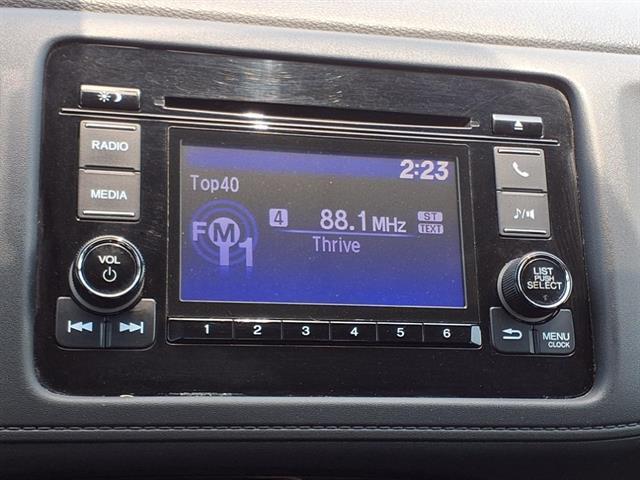 RADIO
MEDIA
VOL
2:23
Top40
FM1
4 88.1 MHz ST TEXT
Thrive
LIST
PUSH
SELECT
1 2 3 4 5 6
MENU
CLOCK